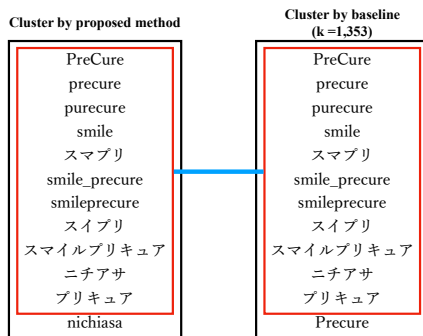 Cluster by proposed method
PreCure
precure
purecure
smile
スマプリ
smile_precure
smileprecure
スイプリ
スマイルプリキュア
ニチアサ
プリキュア
nichiasa
Cluster by baseline
(k =1,353)
PreCure
precure
purecure
smile
スマプリ
smile_precure
smileprecure
スイプリ
スマイルプリキュア
ニチアサ
プリキュア
Precure